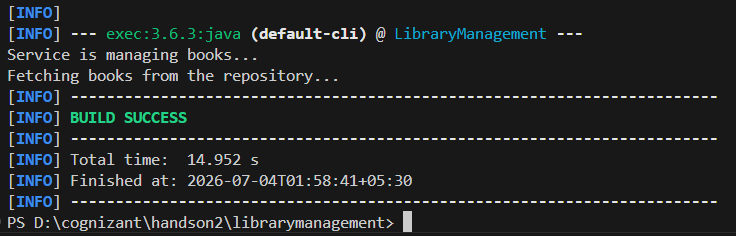 [INFO]
[INFO] --- exec:3.6.3:java (default-cli) @ LibraryManagement ---
Service is managing books...
Fetching books from the repository...
[INFO] ------------------------------------------------------------------------
[INFO] BUILD SUCCESS
[INFO] ------------------------------------------------------------------------
[INFO] Total time:  14.952 s
[INFO] Finished at: 2026-07-04T01:58:41+05:30
[INFO] ------------------------------------------------------------------------
PS D:\cognizant\handson2\librarymanagement>